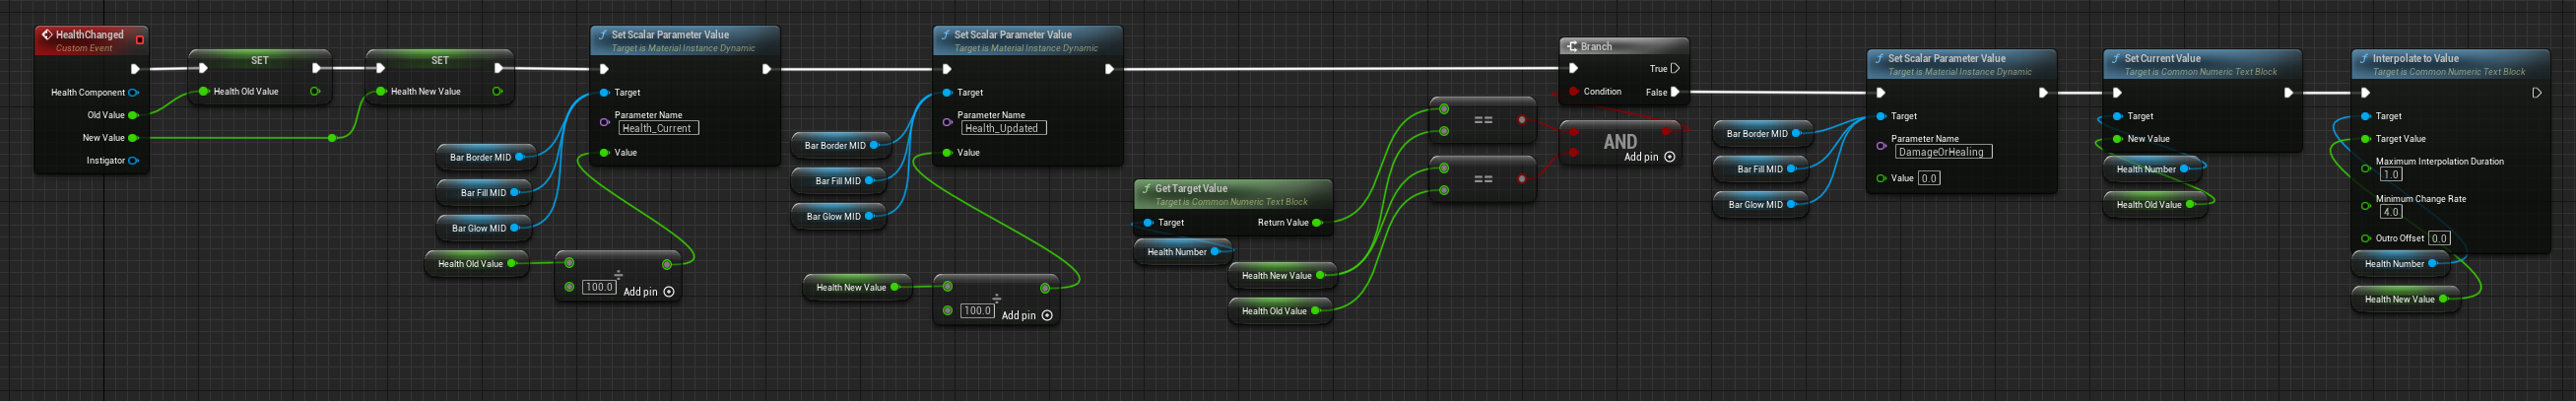 HealthChanged
Custom Event
Health Component
Old Value
New Value
Instigator
SET
Health Old Value
SET
Health New Value
Bar Border MID
Bar Fill MID
Bar Glow MID
Health Old Value
÷
100.0
Add pin
Set Scalar Parameter Value
Target is Material Instance Dynamic
Target
Parameter Name
Health_Current
Value
Bar Border MID
Bar Fill MID
Bar Glow MID
Health New Value
÷
100.0
Add pin
Set Scalar Parameter Value
Target is Material Instance Dynamic
Target
Parameter Name
Health_Updated
Value
Get Target Value
Target is Common Numeric Text Block
Target
Return Value
Health Number
Health New Value
Health Old Value
==
==
AND
Add pin
Branch
True
Condition
False
Bar Border MID
Bar Fill MID
Bar Glow MID
Set Scalar Parameter Value
Target is Material Instance Dynamic
Target
Parameter Name
DamageOrHealing
Value 0.0
Set Current Value
Target is Common Numeric Text Block
Target
New Value
Health Number
Health Old Value
Interpolate to Value
Target is Common Numeric Text Block
Target
Target Value
Maximum Interpolation Duration
1.0
Minimum Change Rate
4.0
Outro Offset 0.0
Health Number
Health New Value